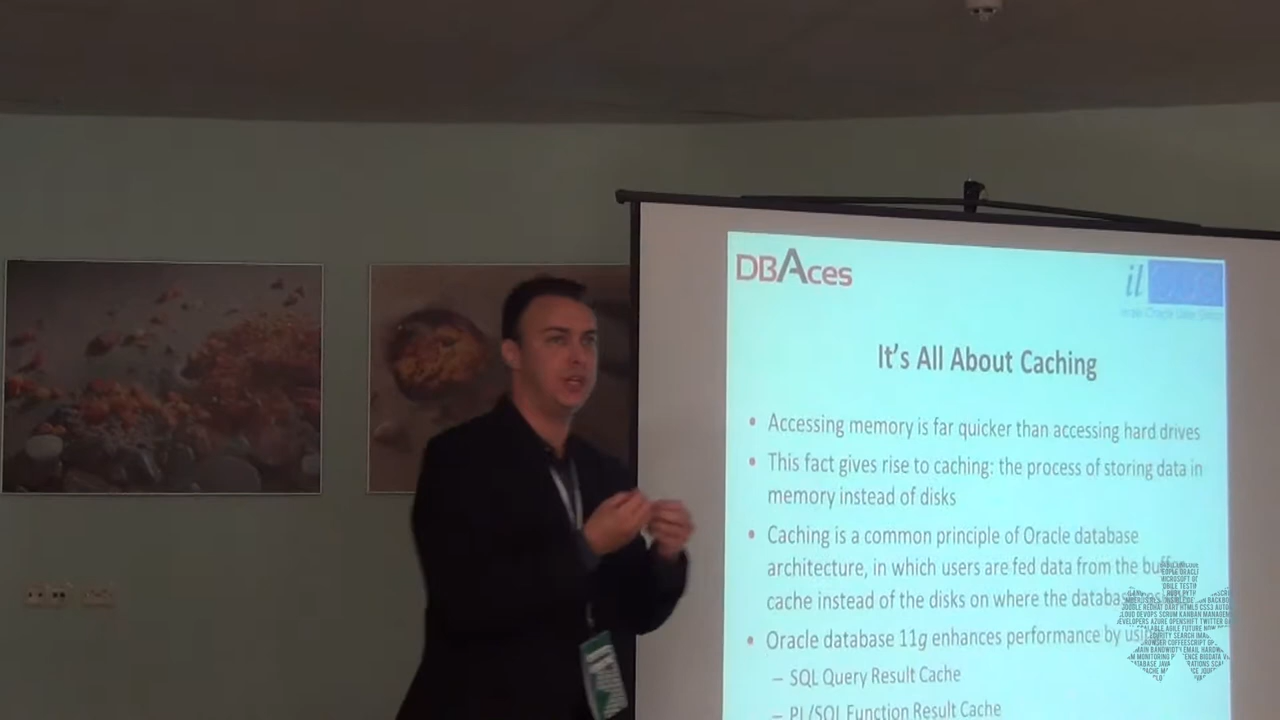 DBAces
il
It's All About Caching
• Accessing memory is far quicker than accessing hard drives
• This fact gives rise to caching: the process of storing data in
memory instead of disks
• Caching is a common principle of Oracle database
architecture, in which users are fed data from the
cache instead of the disks on where the database
• Oracle database 11g enhances performance by
– SQL Query Result Cache
– PL/SQL Function Result Cache